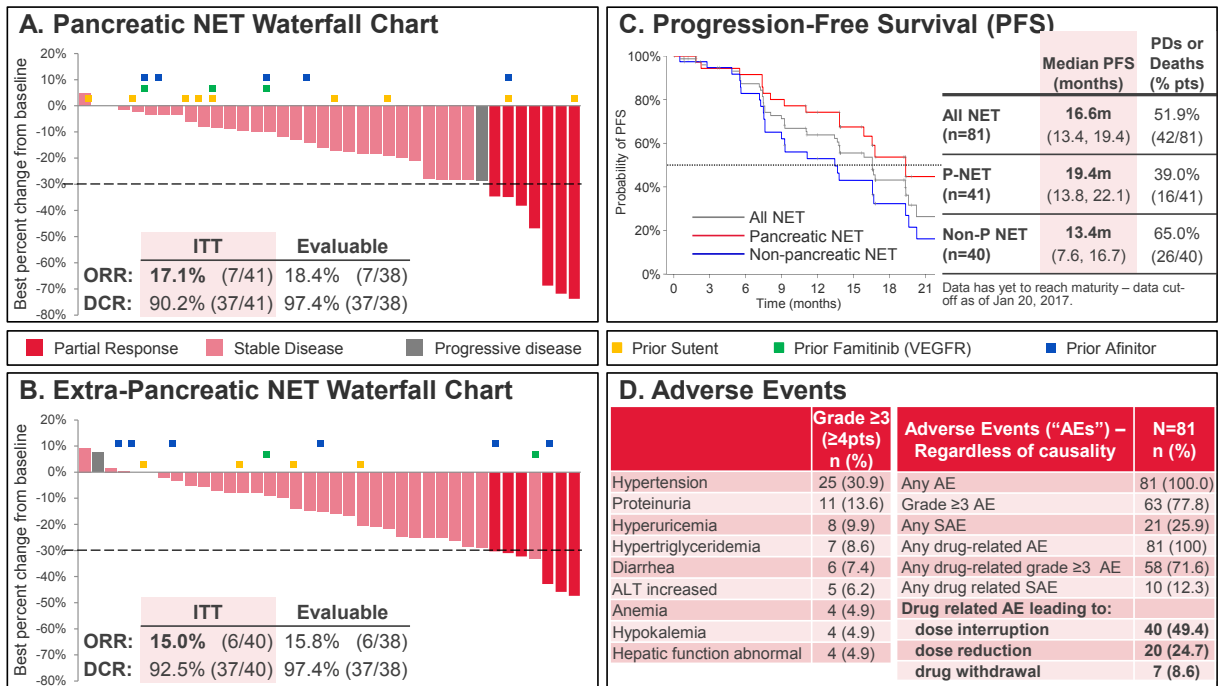 A. Pancreatic NET Waterfall Chart
Best percent change from baseline
20%
10%
0%
-10%
-20%
-30%
-40%
-50%
-60%
-70%
-80%
ITT Evaluable
ORR: 17.1% (7/41) 18.4% (7/38)
DCR: 90.2% (37/41) 97.4% (37/38)
C. Progression-Free Survival (PFS)
Probability of PFS
100%
80%
60%
40%
20%
0%
All NET
Pancreatic NET
Non-pancreatic NET
0 3 6 9 12 15 18 21
Time (months)
Median PFS (months) PDs or Deaths (% pts)
All NET (n=81) 16.6m (13.4, 19.4) 51.9% (42/81)
P-NET (n=41) 19.4m (13.8, 22.1) 39.0% (16/41)
Non-P NET (n=40) 13.4m (7.6, 16.7) 65.0% (26/40)
Data has yet to reach maturity – data cut-
off as of Jan 20, 2017.
Partial Response Stable Disease Progressive disease
Prior Sutent Prior Famitinib (VEGFR) Prior Afinitor
B. Extra-Pancreatic NET Waterfall Chart
Best percent change from baseline
20%
10%
0%
-10%
-20%
-30%
-40%
-50%
-60%
-70%
-80%
ITT Evaluable
ORR: 15.0% (6/40) 15.8% (6/38)
DCR: 92.5% (37/40) 97.4% (37/38)
D. Adverse Events
Grade ≥3
(≥4pts)
n (%)
Hypertension 25 (30.9)
Proteinuria 11 (13.6)
Hyperuricemia 8 (9.9)
Hypertriglyceridemia 7 (8.6)
Diarrhea 6 (7.4)
ALT increased 5 (6.2)
Anemia 4 (4.9)
Hypokalemia 4 (4.9)
Hepatic function abnormal 4 (4.9)
Adverse Events (“AEs”) –
Regardless of causality
N=81
n (%)
Any AE 81 (100.0)
Grade ≥3 AE 63 (77.8)
Any SAE 21 (25.9)
Any drug-related AE 81 (100)
Any drug-related grade ≥3 AE 58 (71.6)
Any drug related SAE 10 (12.3)
Drug related AE leading to:
dose interruption 40 (49.4)
dose reduction 20 (24.7)
drug withdrawal 7 (8.6)